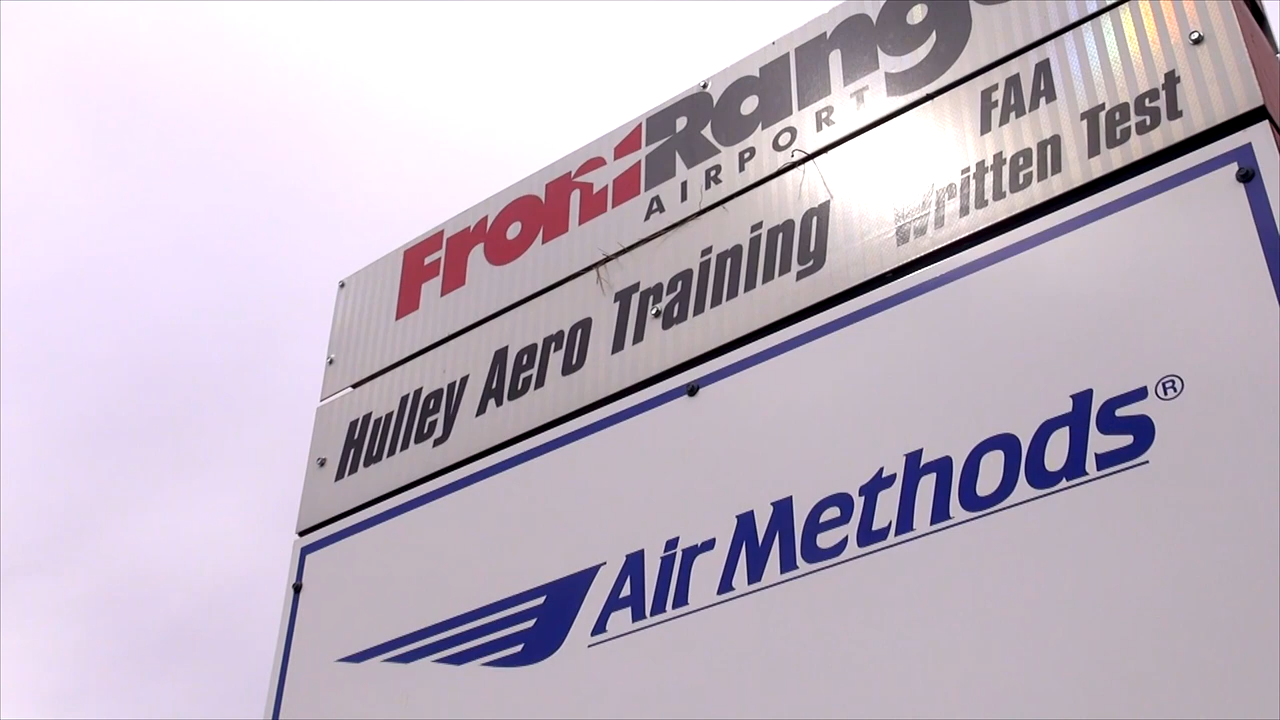 FrontRange
AIRPORT
Hulley Aero Training
FAA
Written Test
Air Methods®